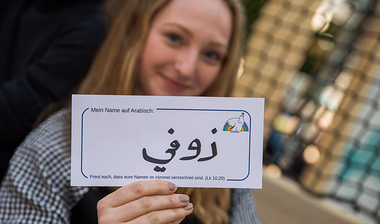 Mein Name auf Arabisch:
زوفي
Freut euch, dass eure Namen im Himmel verzeichnet sind. (Lk 10,20)